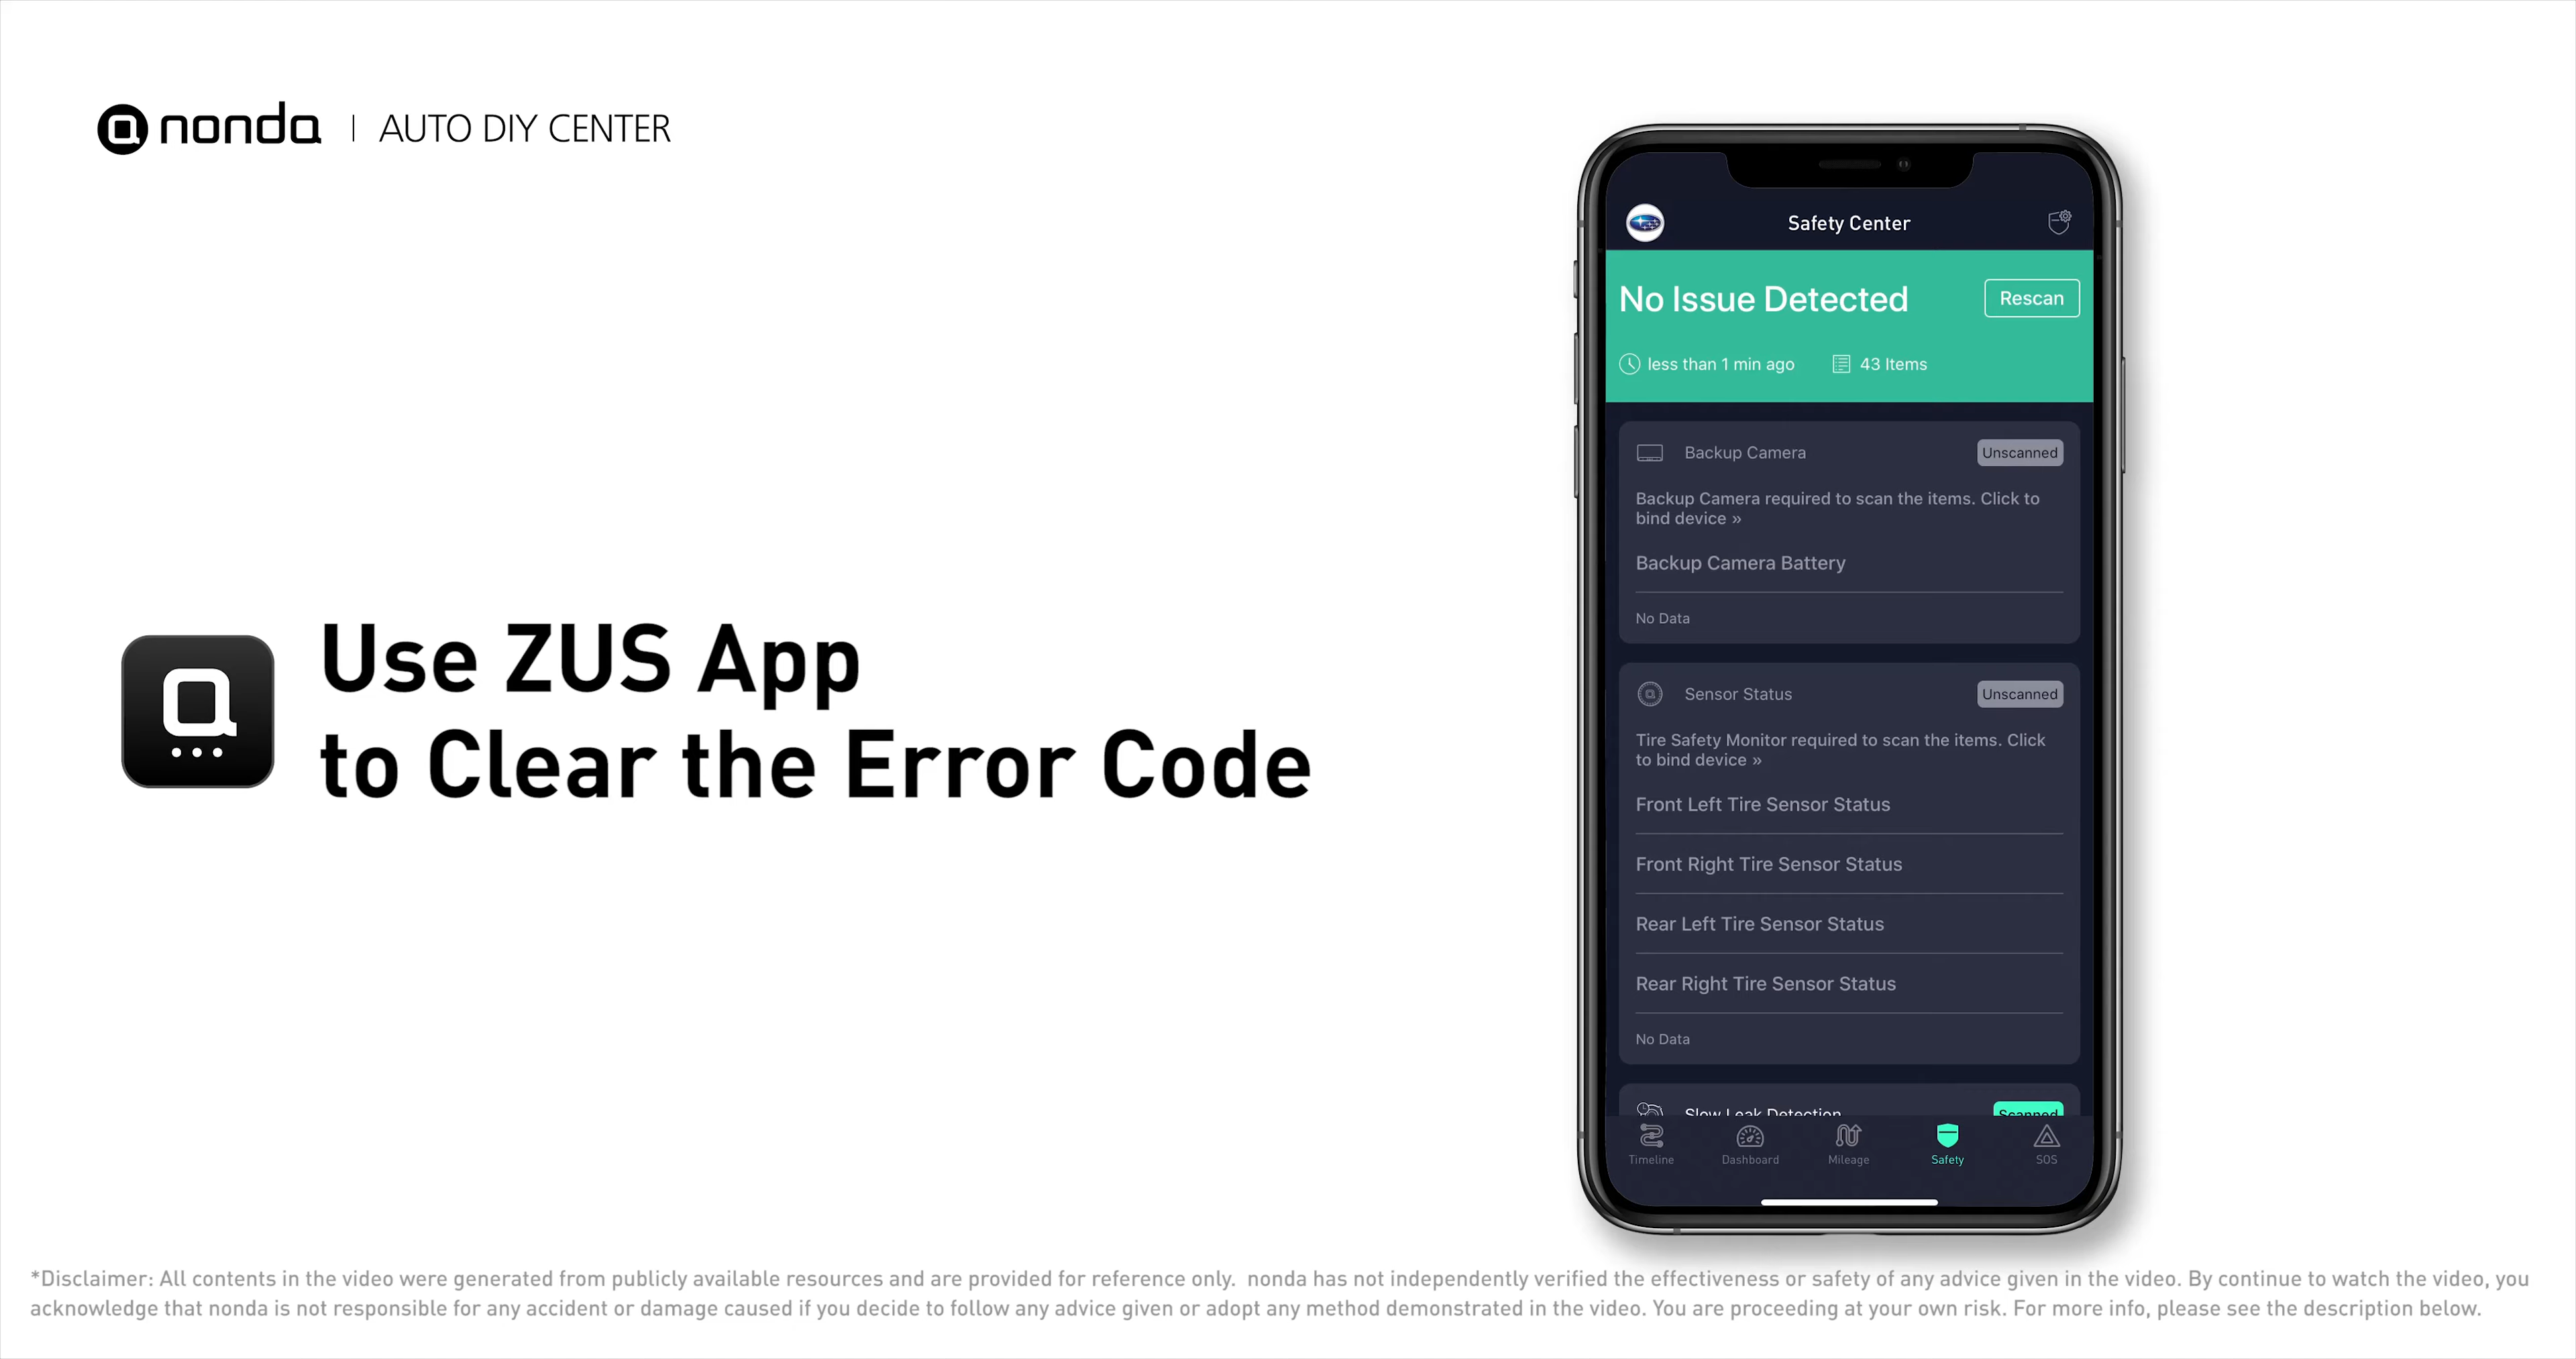 nonda | AUTO DIY CENTER
Use ZUS App
to Clear the Error Code
Safety Center
No Issue Detected
Rescan
less than 1 min ago
43 Items
Backup Camera
Unscanned
Backup Camera required to scan the items. Click to
bind device »
Backup Camera Battery
No Data
Sensor Status
Unscanned
Tire Safety Monitor required to scan the items. Click
to bind device »
Front Left Tire Sensor Status
Front Right Tire Sensor Status
Rear Left Tire Sensor Status
Rear Right Tire Sensor Status
No Data
Slow Leak Detection
Scanned
Timeline
Dashboard
Mileage
Safety
SOS
*Disclaimer: All contents in the video were generated from publicly available resources and are provided for reference only. nonda has not independently verified the effectiveness or safety of any advice given in the video. By continue to watch the video, you
acknowledge that nonda is not responsible for any accident or damage caused if you decide to follow any advice given or adopt any method demonstrated in the video. You are proceeding at your own risk. For more info, please see the description below.